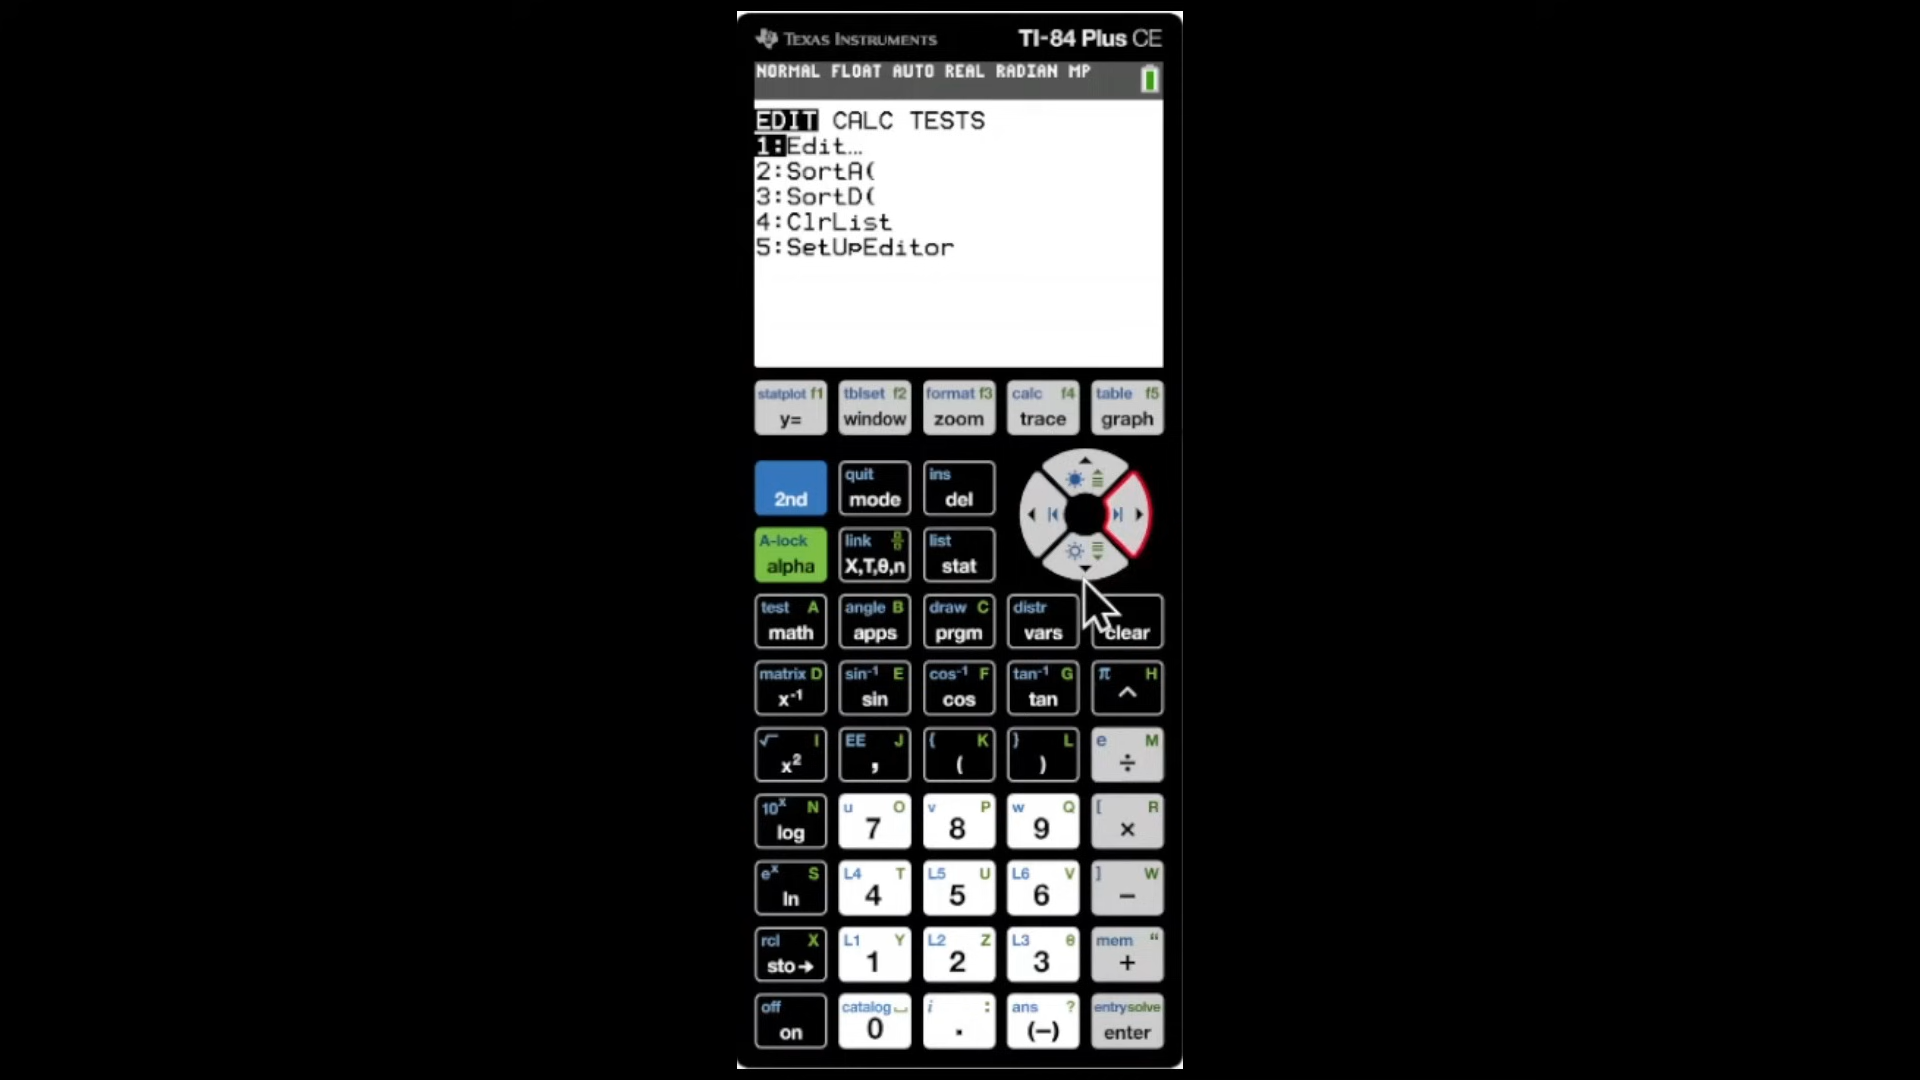 TEXAS INSTRUMENTS TI-84 Plus CE
NORMAL FLOAT AUTO REAL RADIAN MP
EDIT CALC TESTS
1:Edit…
2:SortA(
3:SortD(
4:ClrList
5:SetUpEditor
statplot f1 tblset f2 format f3 calc f4 table f5
y= window zoom trace graph
quit ins
2nd mode del
A-lock link list
alpha X,T,θ,n stat
test A angle B draw C distr
math apps prgm vars clear
matrix D sin⁻¹ E cos⁻¹ F tan⁻¹ G π H
x⁻¹ sin cos tan ^
√ I EE J { K } L e M
x² , ( ) ÷
10ˣ N u O v P w Q [ R
log 7 8 9 ×
eˣ S L4 T L5 U L6 V ] W
ln 4 5 6 −
rcl X L1 Y L2 Z L3 θ mem “
sto→ 1 2 3 +
off catalog i : ans ? entry solve
on 0 . (−) enter